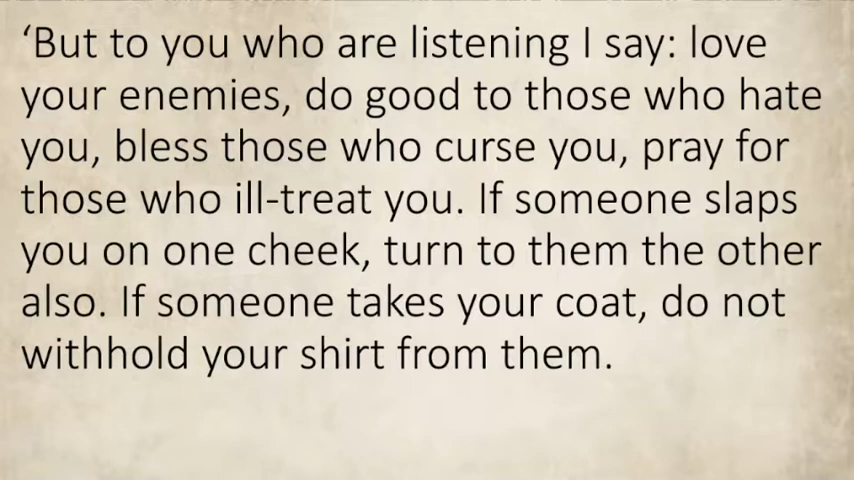 ‘But to you who are listening I say: love
your enemies, do good to those who hate
you, bless those who curse you, pray for
those who ill-treat you. If someone slaps
you on one cheek, turn to them the other
also. If someone takes your coat, do not
withhold your shirt from them.